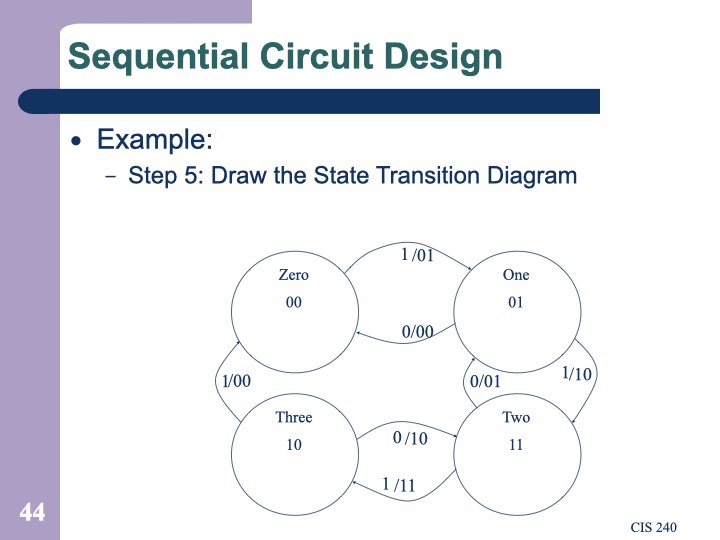 Sequential Circuit Design
• Example:
– Step 5: Draw the State Transition Diagram
1 /01
Zero
One
00
01
0/00
1/00
0/01
1/10
Three
Two
0 /10
10
11
1 /11
44
CIS 240